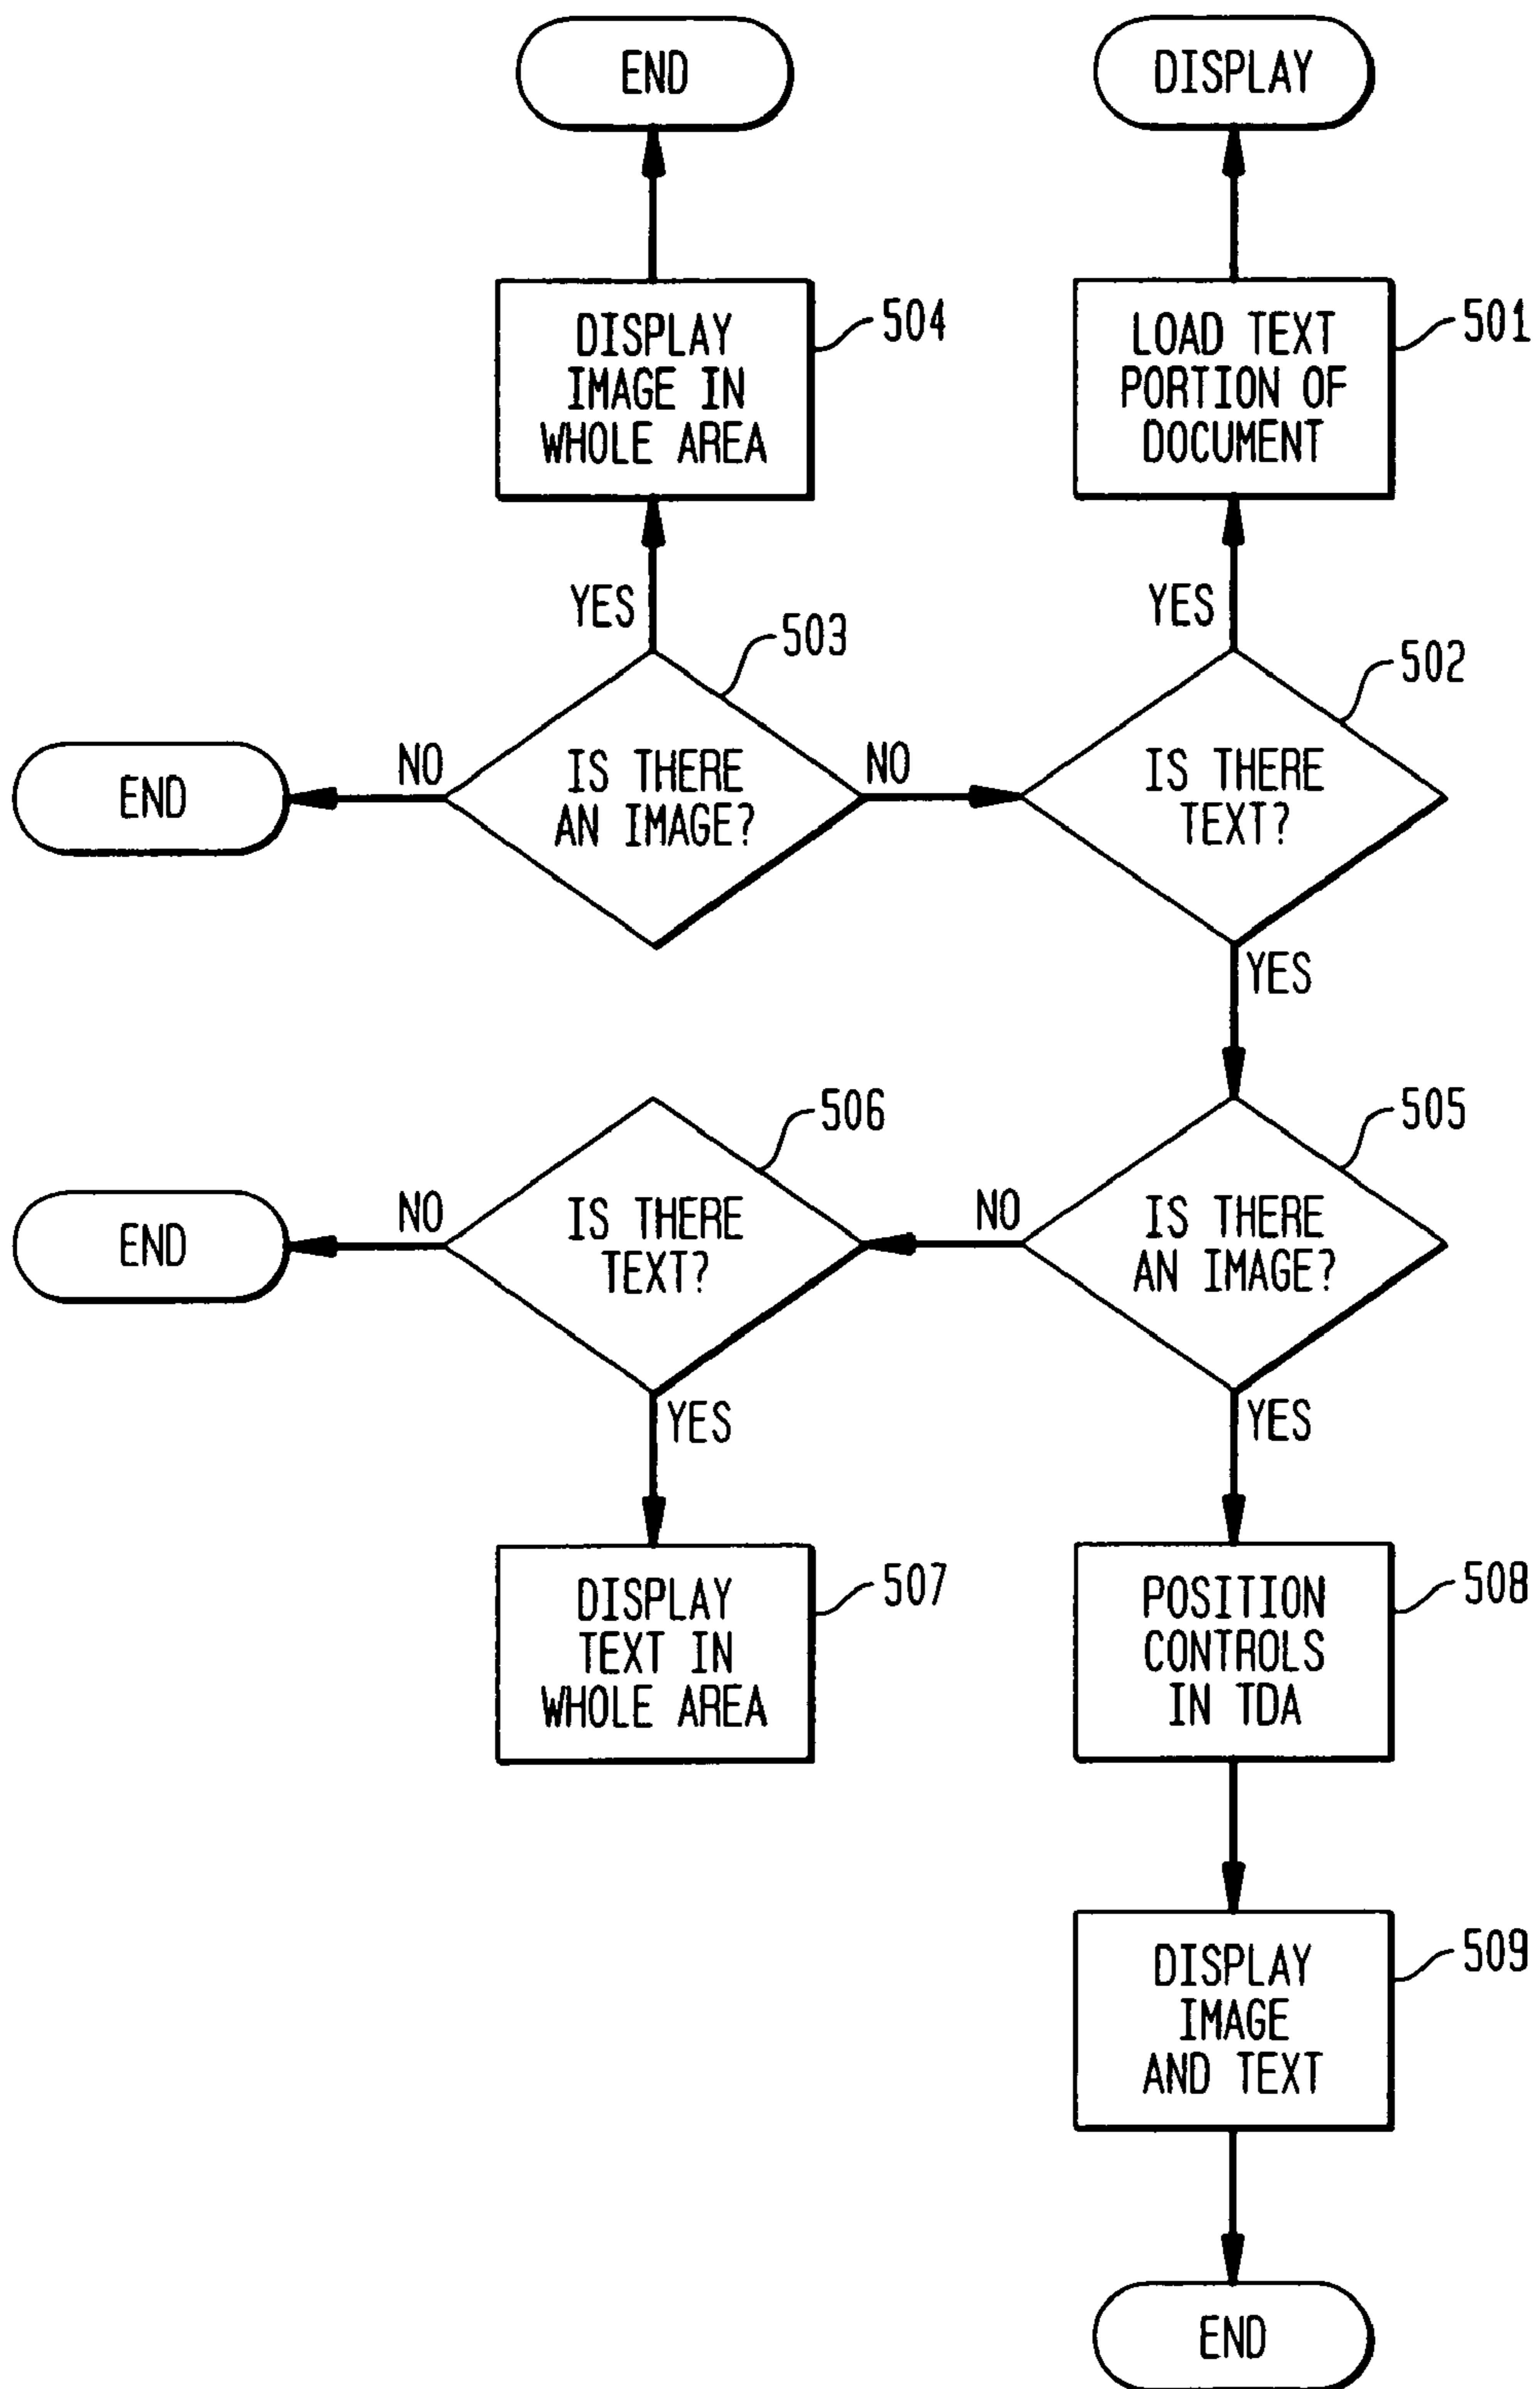 END
DISPLAY
DISPLAY
IMAGE IN
WHOLE AREA
504
LOAD TEXT
PORTION OF
DOCUMENT
501
YES
503
YES
502
END
NO
IS THERE
AN IMAGE?
NO
IS THERE
TEXT?
YES
506
505
END
NO
IS THERE
TEXT?
NO
IS THERE
AN IMAGE?
YES
YES
DISPLAY
TEXT IN
WHOLE AREA
507
POSITION
CONTROLS
IN TDA
508
DISPLAY
IMAGE
AND TEXT
509
END